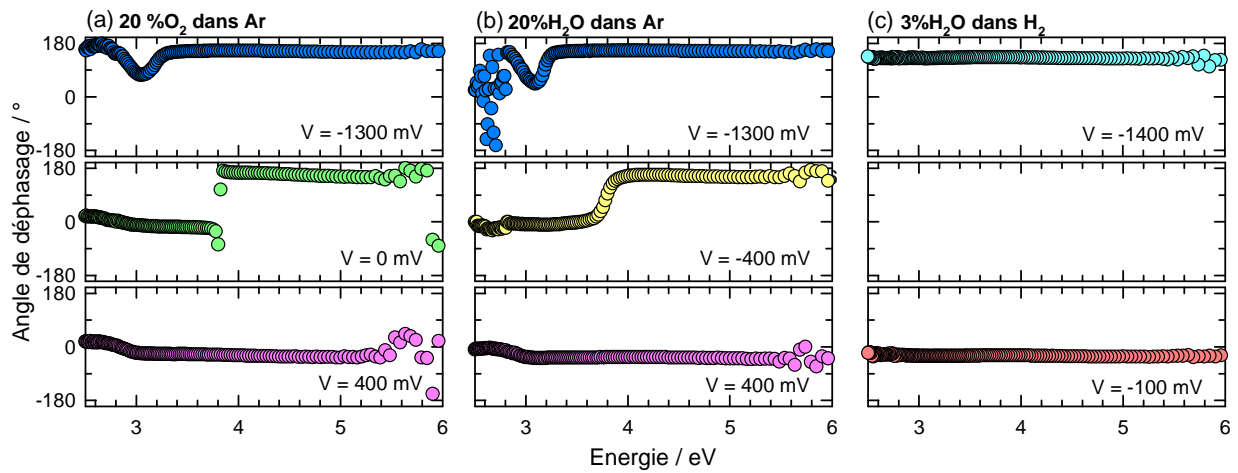 (a) 20 %O₂ dans Ar
(b) 20%H₂O dans Ar
(c) 3%H₂O dans H₂
Angle de déphasage / °
180
0
-180
V = -1300 mV
V = -1300 mV
V = -1400 mV
180
0
-180
V = 0 mV
V = -400 mV
180
0
-180
V = 400 mV
V = 400 mV
V = -100 mV
3 4 5 6
3 4 5 6
3 4 5 6
Energie / eV